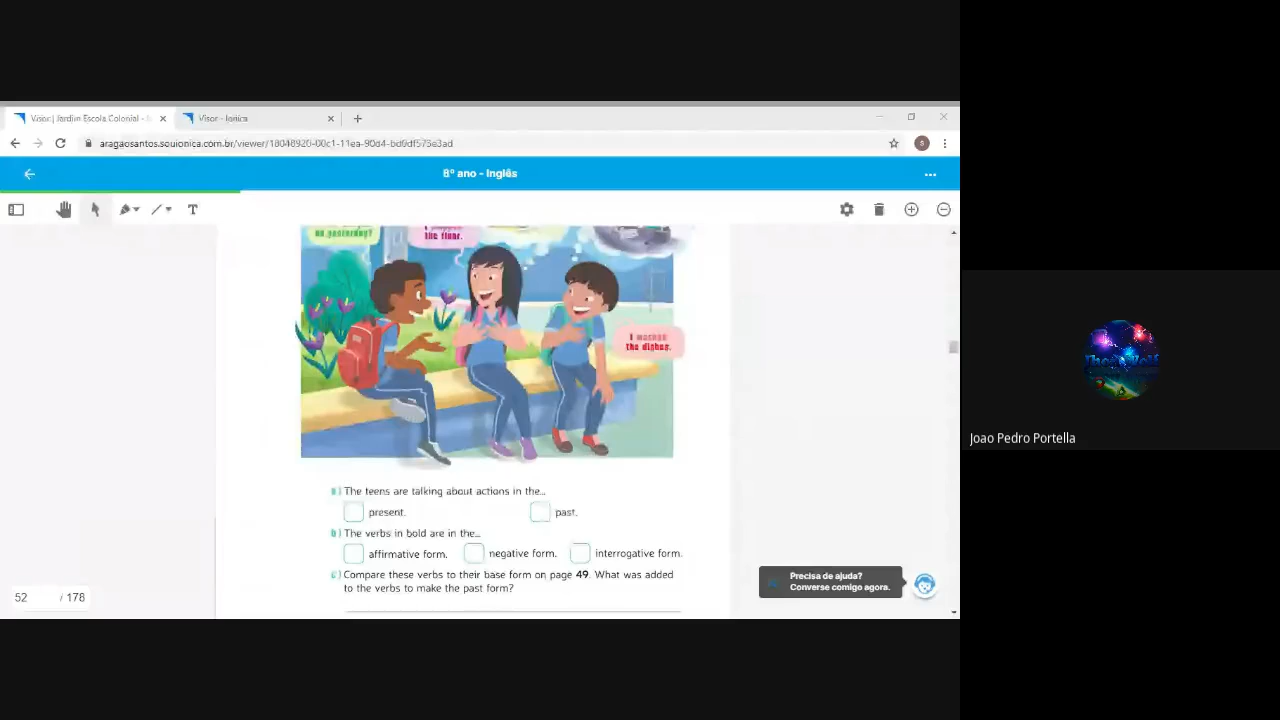 Visor | Jardim Escola Colonial -
Visor - Ionica
aragaosantos.souionica.com.br/viewer/18048920-00c1-11ea-90d4-bd6df573e3ad
s
8º ano - Inglês
T
on yesterday?
the floor.
the dishes.
a) The teens are talking about actions in the...
present.
past.
b) The verbs in bold are in the...
affirmative form.
negative form.
interrogative form.
c) Compare these verbs to their base form on page 49. What was added
to the verbs to make the past form?
Precisa de ajuda?
Converse comigo agora.
52 / 178
Joao Pedro Portella